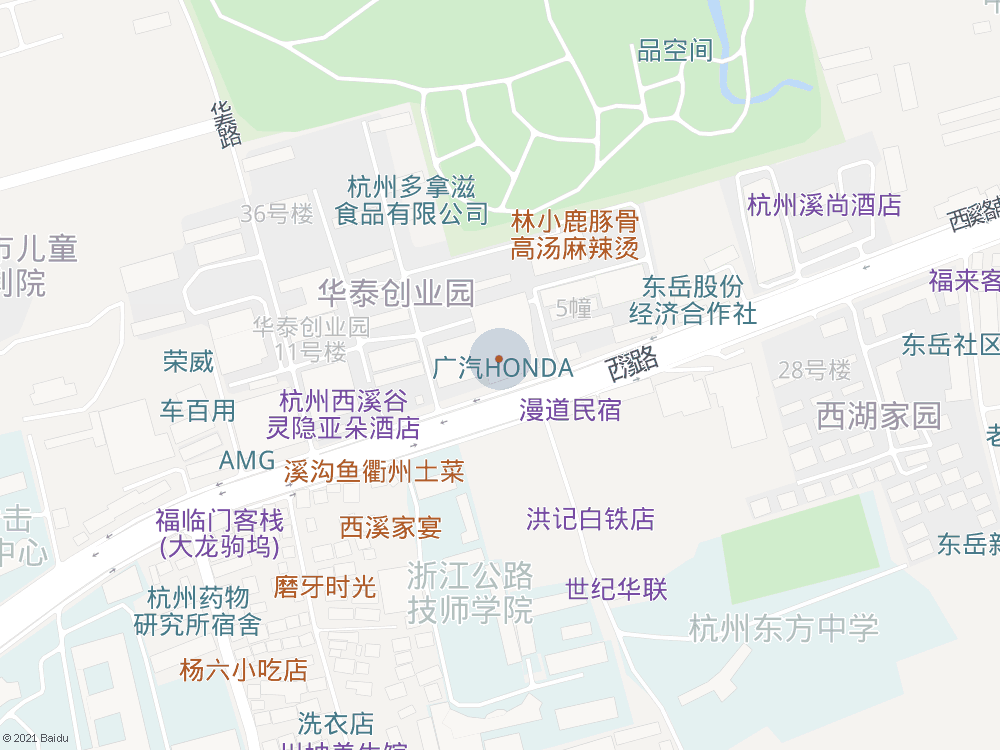 品空间
华泰路
杭州多拿滋
食品有限公司
36号楼
林小鹿豚骨
高汤麻辣烫
杭州溪尚酒店
西溪路
市儿童
利院
华泰创业园
东岳股份
经济合作社
5幢
福来客
华泰创业园
11号楼
荣威
广汽HONDA
西溪路
28号楼
东岳社区
车百用
杭州西溪谷
灵隐亚朵酒店
漫道民宿
西湖家园
老
AMG
溪沟鱼衢州土菜
击
中心
福临门客栈
(大龙驹坞)
西溪家宴
洪记白铁店
东岳新
磨牙时光
浙江公路
技师学院
世纪华联
杭州药物
研究所宿舍
杭州东方中学
杨六小吃店
洗衣店
© 2021 Baidu